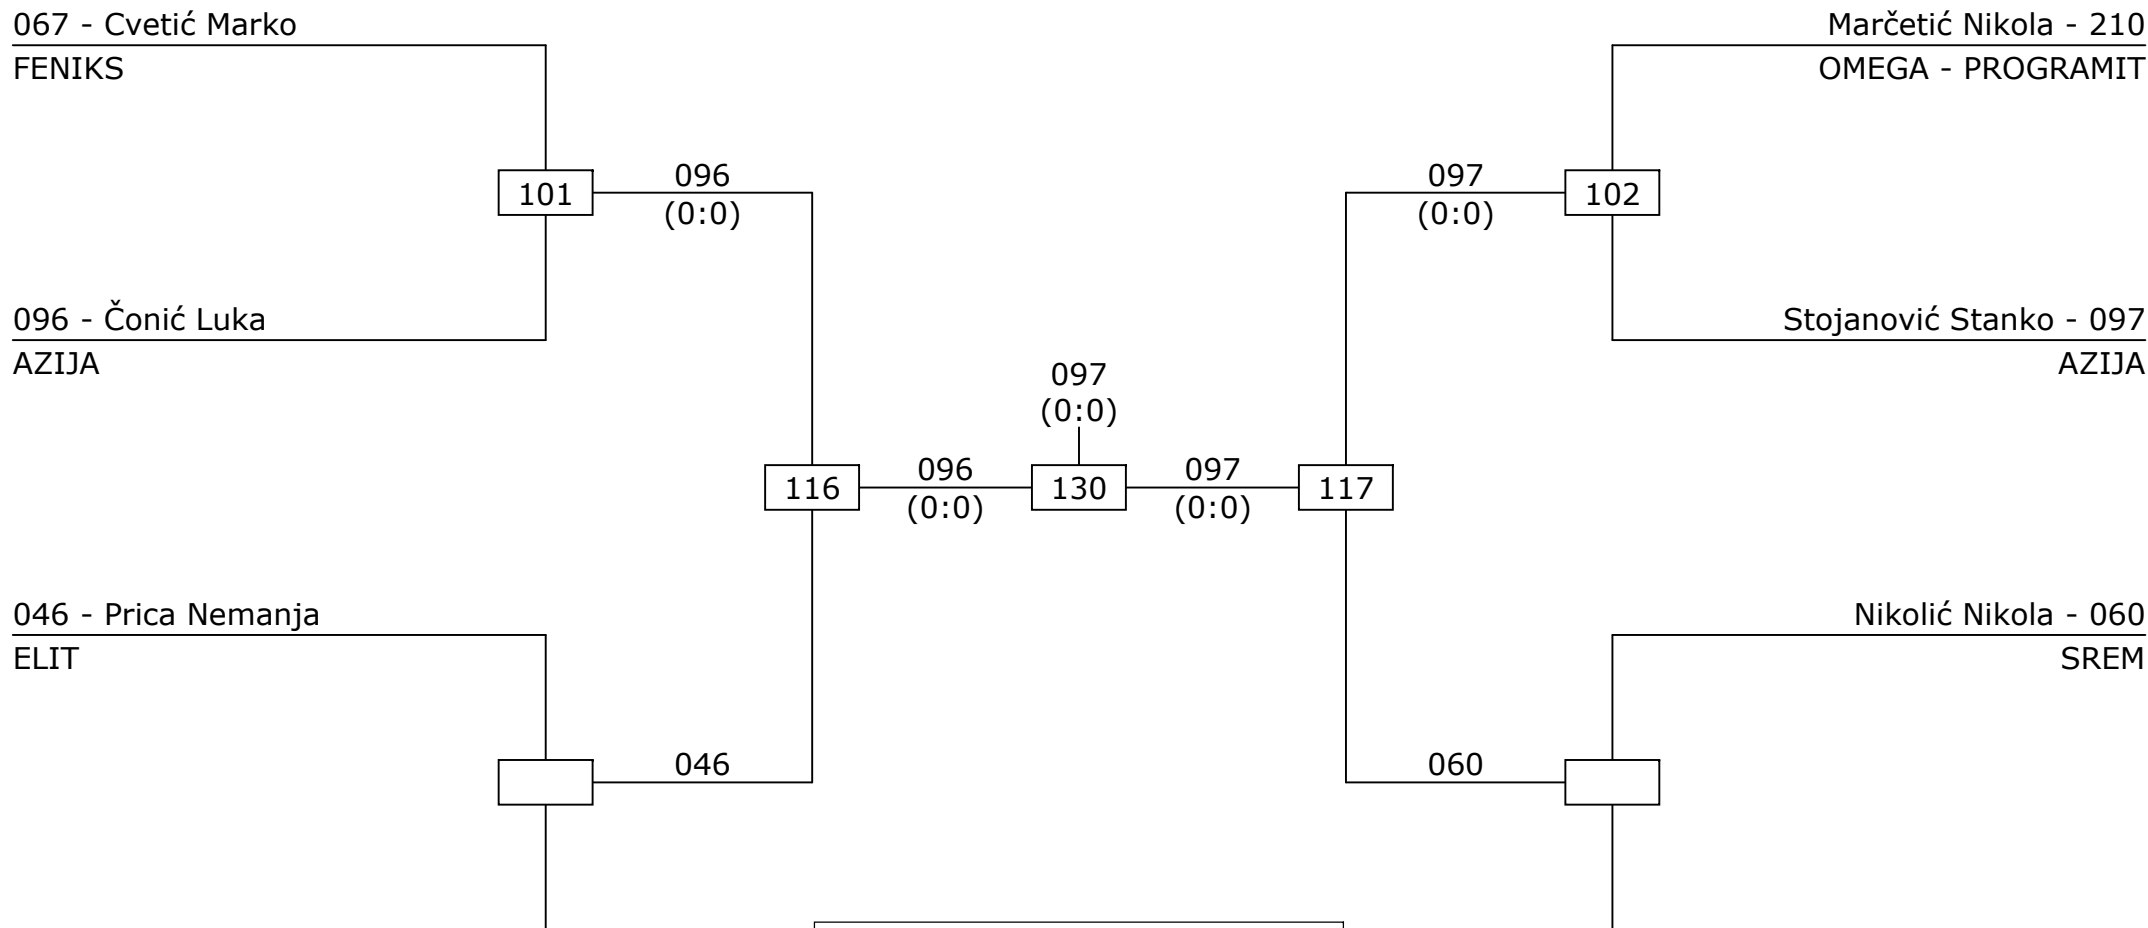 067 - Cvetić Marko
FENIKS
Marčetić Nikola - 210
OMEGA - PROGRAMIT
101
096
(0:0)
097
(0:0)
102
096 - Čonić Luka
AZIJA
Stojanović Stanko - 097
AZIJA
097
(0:0)
116
096
(0:0)
130
097
(0:0)
117
046 - Prica Nemanja
ELIT
Nikolić Nikola - 060
SREM
046
060